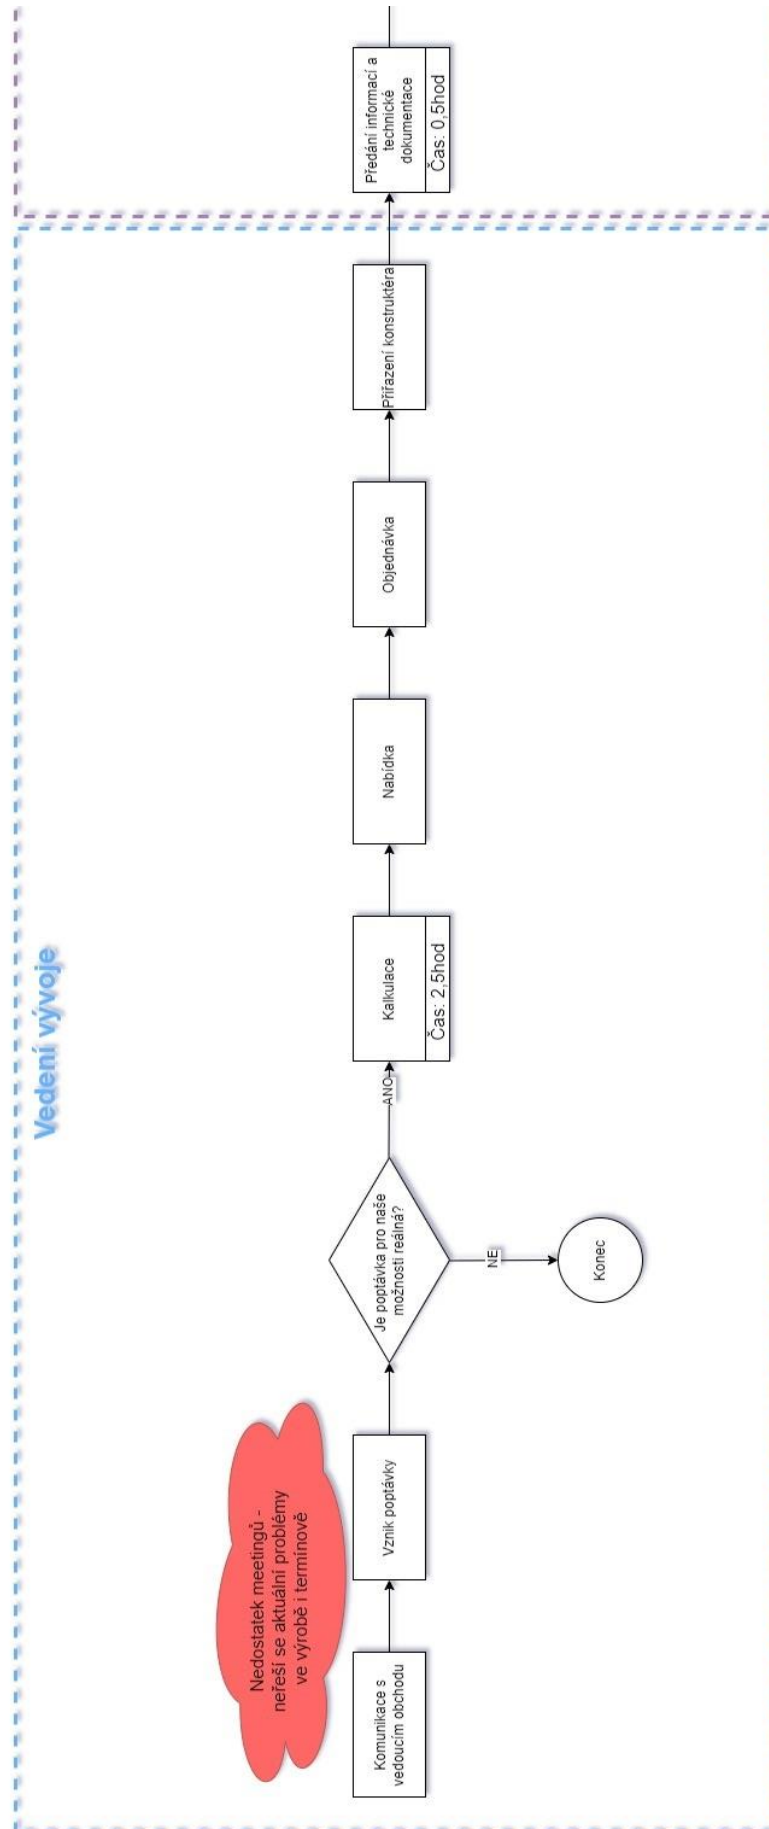 Vedení vývoje
Nedostatek meetingů -
neřeší se aktuální problémy
ve výrobě i termínově
Komunikace s
vedoucím obchodu
Vznik poptávky
Je poptávka pro naše
možnosti reálná?
NE
Konec
ANO
Kalkulace
Čas: 2,5hod
Nabídka
Objednávka
Přiřazení konstruktéra
Předání informací a
technické
dokumentace
Čas: 0,5hod